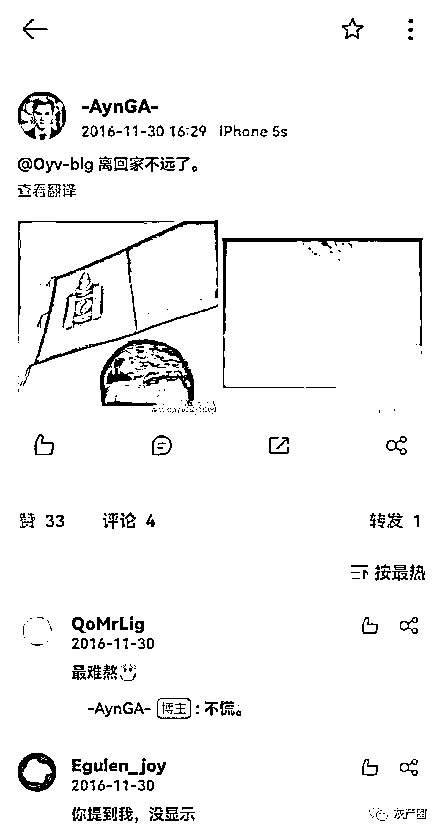 -AynGA-
2016-11-30 16:29 iPhone 5s
@Oyv-blg 离回家不远了。
查看翻译
赞 33 评论 4 转发 1
按最热
QoMrLig
2016-11-30
最难熬
-AynGA- 博主 : 不慌。
Egulen_joy
2016-11-30
你提到我，没显示
灰产圈